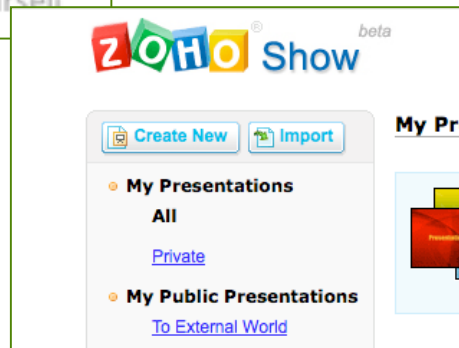 ZOHO® Show beta
Create New Import
My Presentations
All
Private
My Public Presentations
To External World
My Pr